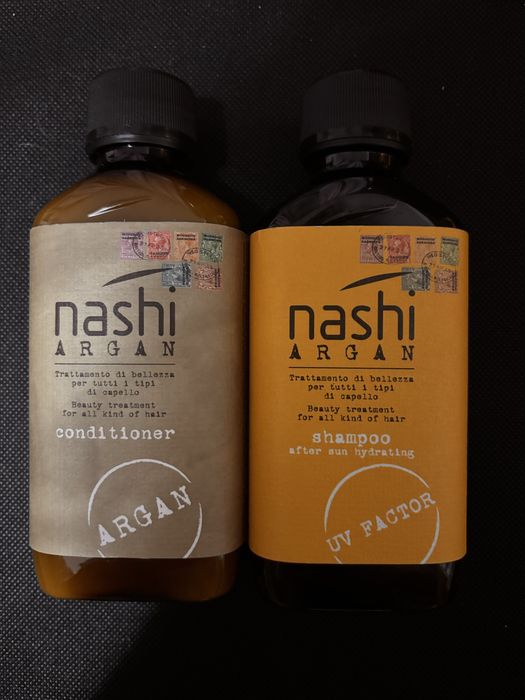 nashi
ARGAN
Trattamento di bellezza
per tutti i tipi
di capello
Beauty treatment
for all kind of hair
conditioner
ARGAN
nashi
ARGAN
Trattamento di bellezza
per tutti i tipi
di capello
Beauty treatment
for all kind of hair
shampoo
after sun hydrating
UV FACTOR